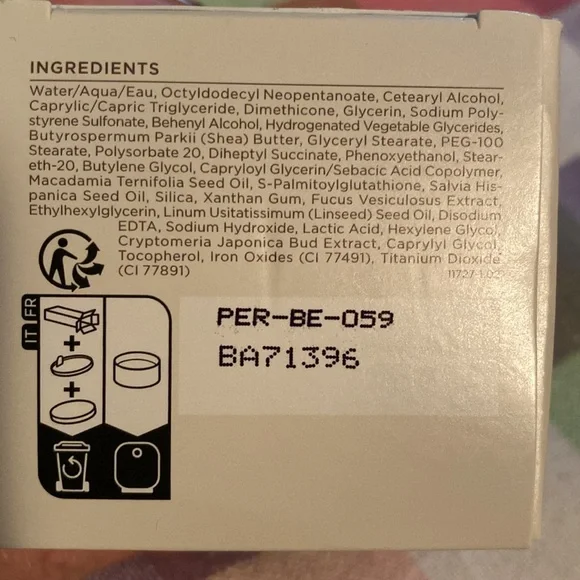 INGREDIENTS
Water/Aqua/Eau, Octyldodecyl Neopentanoate, Cetearyl Alcohol,
Caprylic/Capric Triglyceride, Dimethicone, Glycerin, Sodium Poly-
styrene Sulfonate, Behenyl Alcohol, Hydrogenated Vegetable Glycerides,
Butyrospermum Parkii (Shea) Butter, Glyceryl Stearate, PEG-100
Stearate, Polysorbate 20, Diheptyl Succinate, Phenoxyethanol, Stear-
eth-20, Butylene Glycol, Capryloyl Glycerin/Sebacic Acid Copolymer,
Macadamia Ternifolia Seed Oil, S-Palmitoylglutathione, Salvia His-
panica Seed Oil, Silica, Xanthan Gum, Fucus Vesiculosus Extract,
Ethylhexylglycerin, Linum Usitatissimum (Linseed) Seed Oil, Disodium
EDTA, Sodium Hydroxide, Lactic Acid, Hexylene Glycol,
Cryptomeria Japonica Bud Extract, Caprylyl Glycol,
Tocopherol, Iron Oxides (CI 77491), Titanium Dioxide
(CI 77891)
11727-1.02
IT FR
+
+
PER-BE-059
BA71396